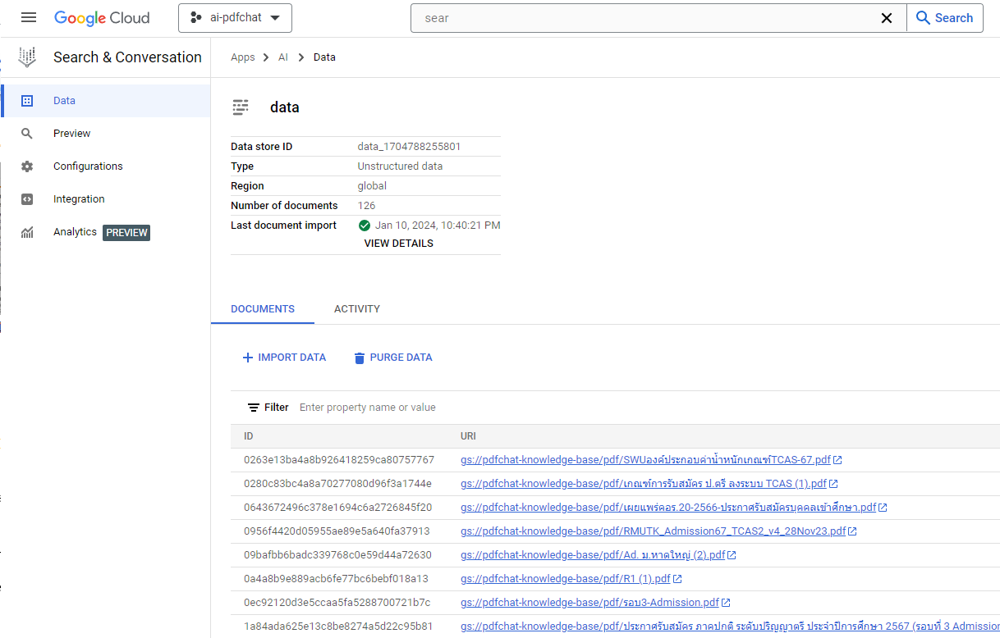 Google Cloud
ai-pdfchat
sear
Search
Search & Conversation
Apps
AI
Data
Data
Preview
Configurations
Integration
Analytics PREVIEW
data
Data store ID data_1704788255801
Type Unstructured data
Region global
Number of documents 126
Last document import Jan 10, 2024, 10:40:21 PM
VIEW DETAILS
DOCUMENTS ACTIVITY
IMPORT DATA PURGE DATA
Filter Enter property name or value
ID URI
0263e13ba4a8b926418259ca80757767 gs://pdfchat-knowledge-base/pdf/SWUองค์ประกอบค่าน้ำหนักเกณฑ์TCAS-67.pdf
0280c83bc4a8a70277080d96f3a1744e gs://pdfchat-knowledge-base/pdf/เกณฑ์การรับสมัคร ป.ตรี ลงระบบ TCAS (1).pdf
0643672496c378e1694c6a2726845f20 gs://pdfchat-knowledge-base/pdf/เผยแพร่คอร.20-2566-ประกาศรับสมัครบุคคลเข้าศึกษา.pdf
0956f4420d05955ae89e5a640fa37913 gs://pdfchat-knowledge-base/pdf/RMUTK_Admission67_TCAS2_v4_28Nov23.pdf
09bafbb6badc339768c0e59d44a72630 gs://pdfchat-knowledge-base/pdf/Ad. ม.หาดใหญ่ (2).pdf
0a4a8b9e889acb6fe77bc6bebf018a13 gs://pdfchat-knowledge-base/pdf/R1 (1).pdf
0ec92120d3e5ccaa5fa5288700721b7c gs://pdfchat-knowledge-base/pdf/รอบ3-Admission.pdf
1a84ada625e13c8be8274a5d22c95b81 gs://pdfchat-knowledge-base/pdf/ประกาศรับสมัคร ภาคปกติ ระดับปริญญาตรี ประจำปีการศึกษา 2567 (รอบที่ 3 Admission